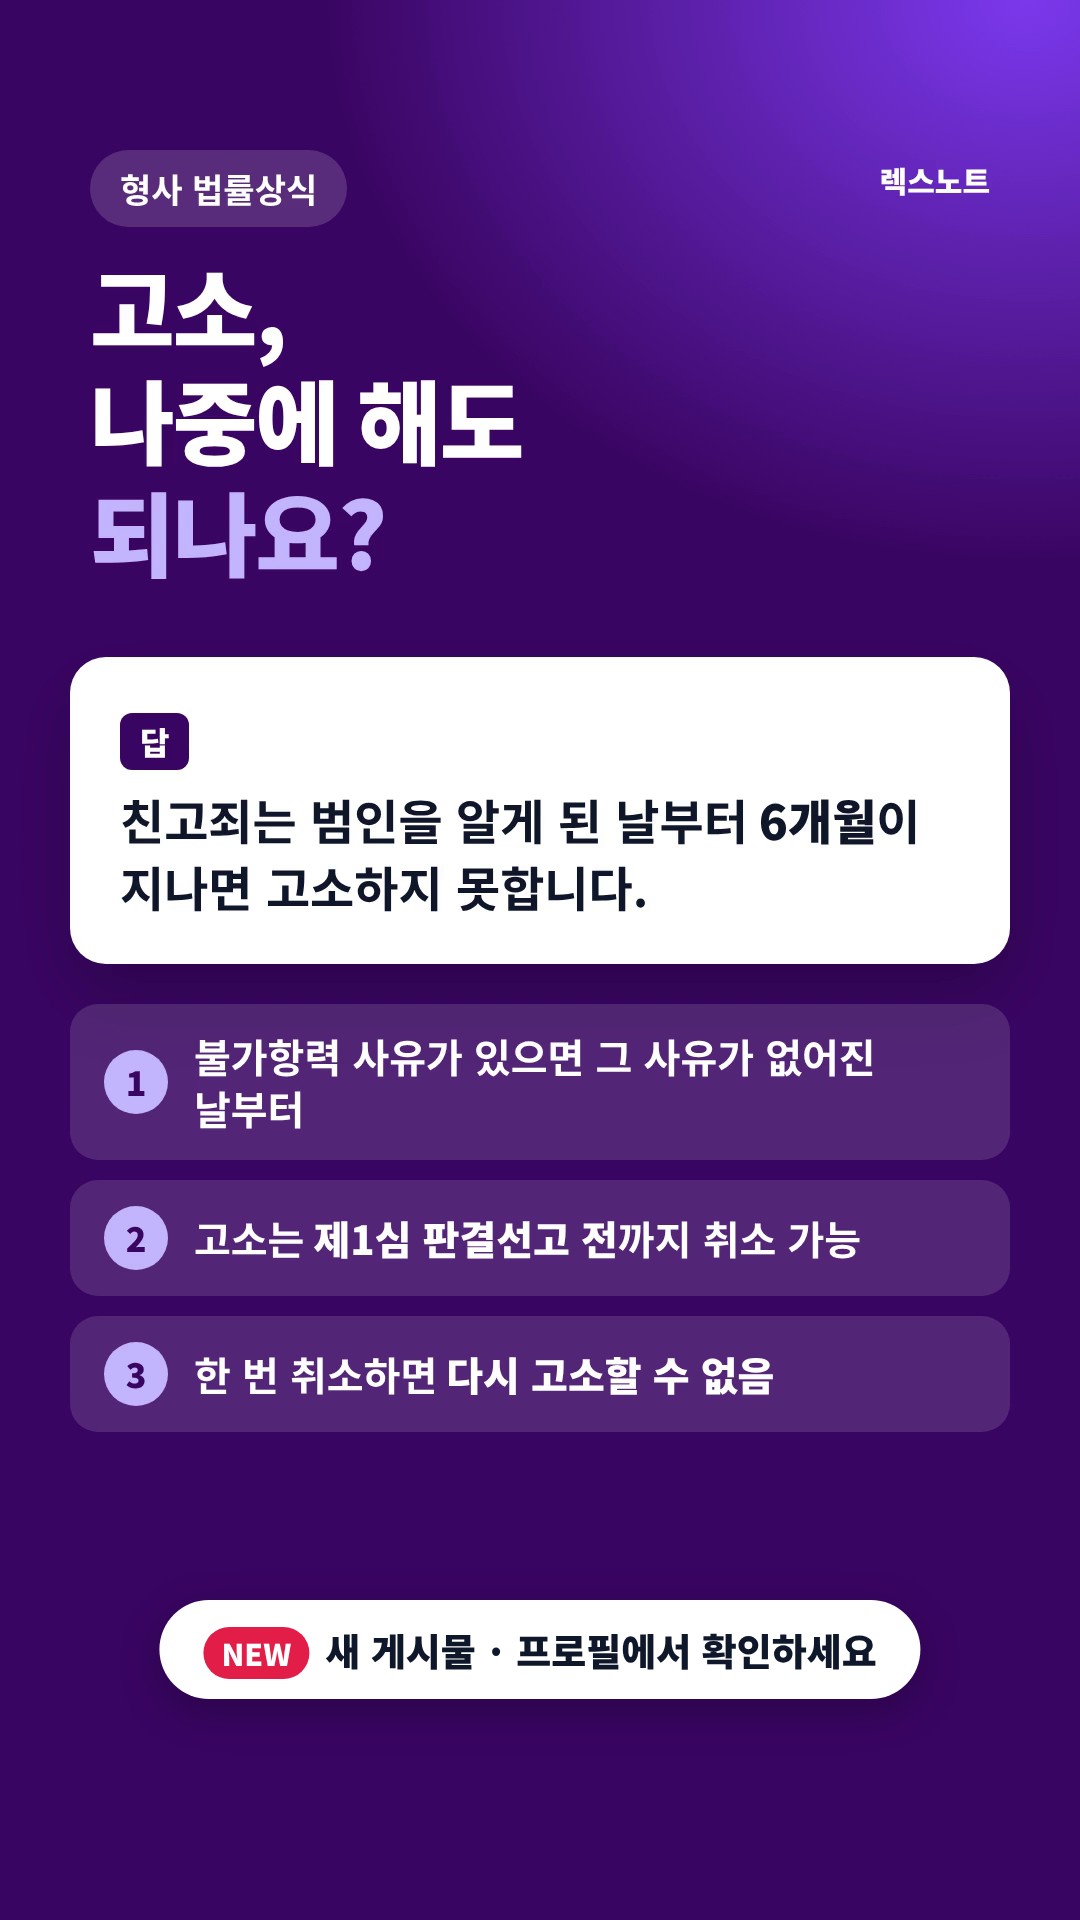 형사 법률상식
렉스노트
고소,
나중에 해도
되나요?
답
친고죄는 범인을 알게 된 날부터 6개월이
지나면 고소하지 못합니다.
1
불가항력 사유가 있으면 그 사유가 없어진
날부터
2
고소는 제1심 판결선고 전까지 취소 가능
3
한 번 취소하면 다시 고소할 수 없음
NEW 새 게시물 · 프로필에서 확인하세요